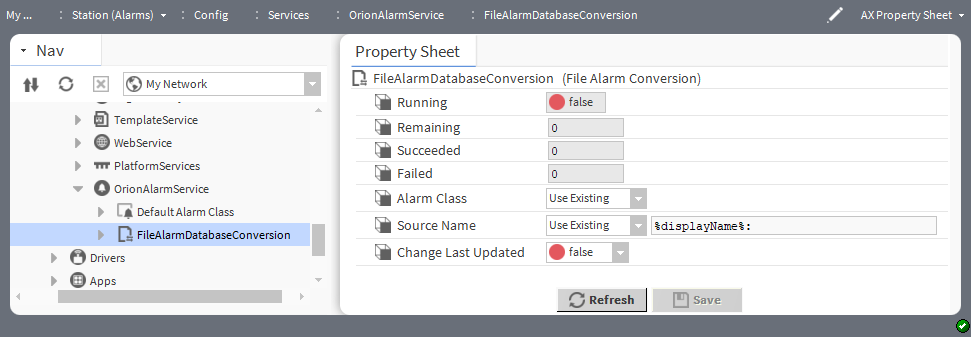 My ... Station (Alarms) Config Services OrionAlarmService FileAlarmDatabaseConversion AX Property Sheet
Nav
My Network
TemplateService
WebService
PlatformServices
OrionAlarmService
Default Alarm Class
FileAlarmDatabaseConversion
Drivers
Apps
Property Sheet
FileAlarmDatabaseConversion (File Alarm Conversion)
Running false
Remaining 0
Succeeded 0
Failed 0
Alarm Class Use Existing
Source Name Use Existing %displayName%:
Change Last Updated false
Refresh Save